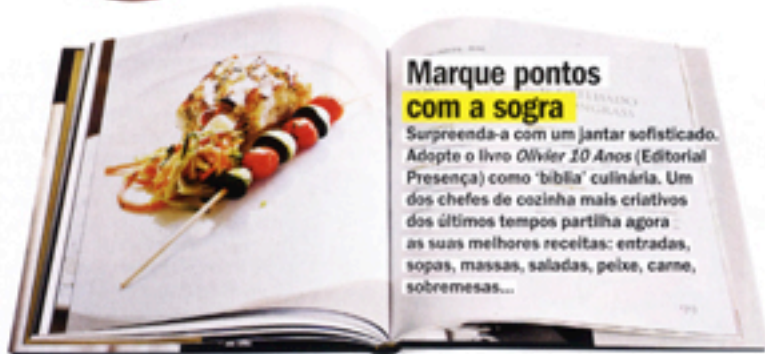 Marque pontos
com a sogra
Surpreenda-a com um jantar sofisticado.
Adopte o livro Olivier 10 Anos (Editorial
Presença) como ‘bíblia’ culinária. Um
dos chefes de cozinha mais criativos
dos últimos tempos partilha agora
as suas melhores receitas: entradas,
sopas, massas, saladas, peixe, carne,
sobremesas...